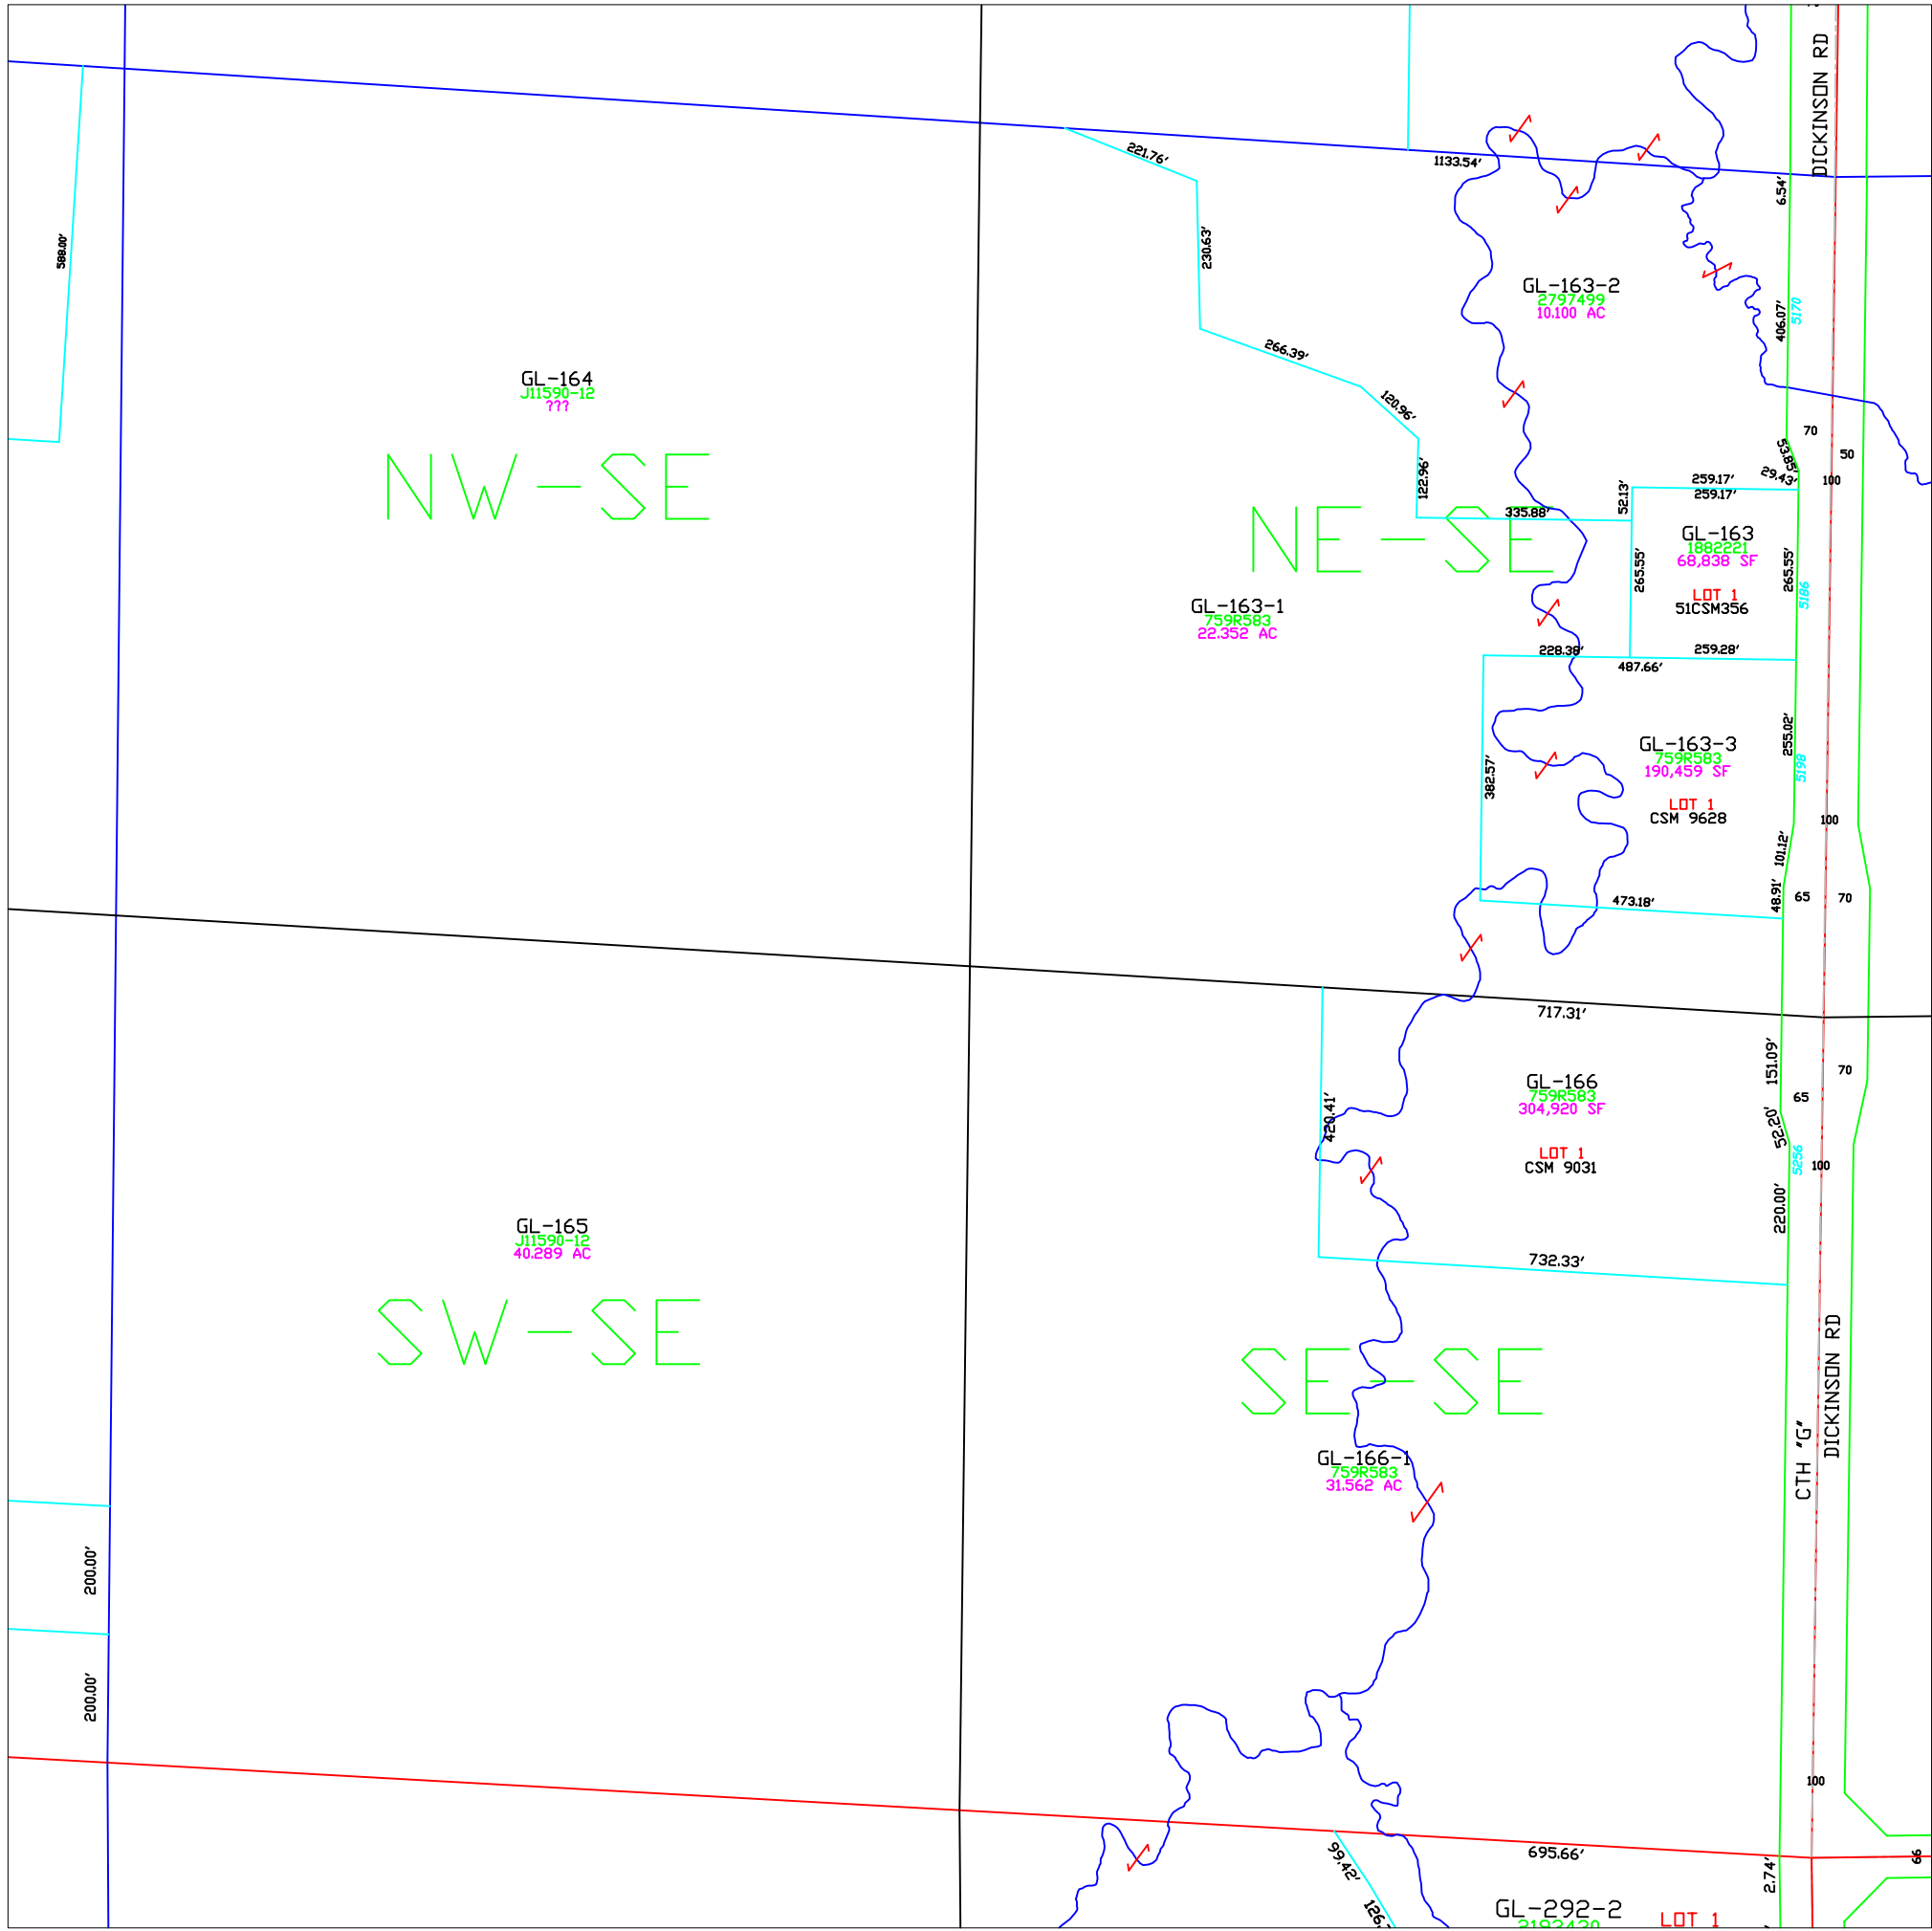 DICKINSON RD
221.76'
1133.54'
6.54'
588.00'
230.63'
GL-163-2
2797499
10.100 AC
406.07'
5170
266.39'
GL-164
J11590-12
???
120.96'
70
53.85'
50
NW-SE
122.96'
52.13'
259.17'
29.43'
100
259.17'
335.88'
NE-SE
GL-163
1882221
68,838 SF
265.55'
265.55'
5186
LOT 1
51CSM356
GL-163-1
759R583
22.352 AC
228.38'
259.28'
487.66'
255.02'
GL-163-3
759R583
190,459 SF
5198
382.57'
LOT 1
CSM 9628
100
101.12'
48.91'
65
70
473.18'
717.31'
151.09'
70
GL-166
759R583
304,920 SF
65
420.41'
52.20'
LOT 1
CSM 9031
5256
100
220.00'
GL-165
J11590-12
40.289 AC
732.33'
SW-SE
SE-SE
DICKINSON RD
CTH "G"
GL-166-1
759R583
31.562 AC
200.00'
200.00'
100
695.66'
99.42'
2.74'
66
126.
GL-292-2
2192420
LOT 1